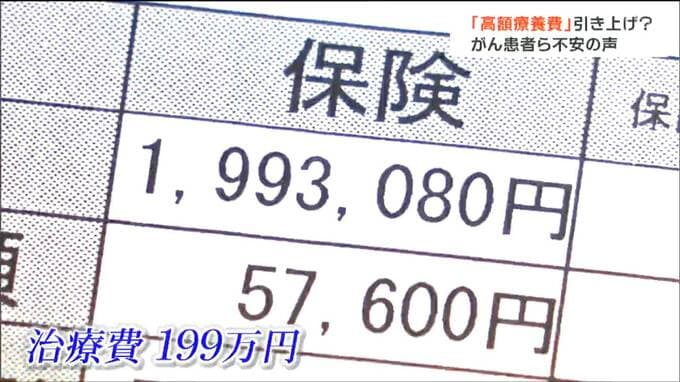 「高額療養費」引き上げ?
がん患者ら不安の声
保険
保
1,993,080円
額
57,600円
治療費 199万円